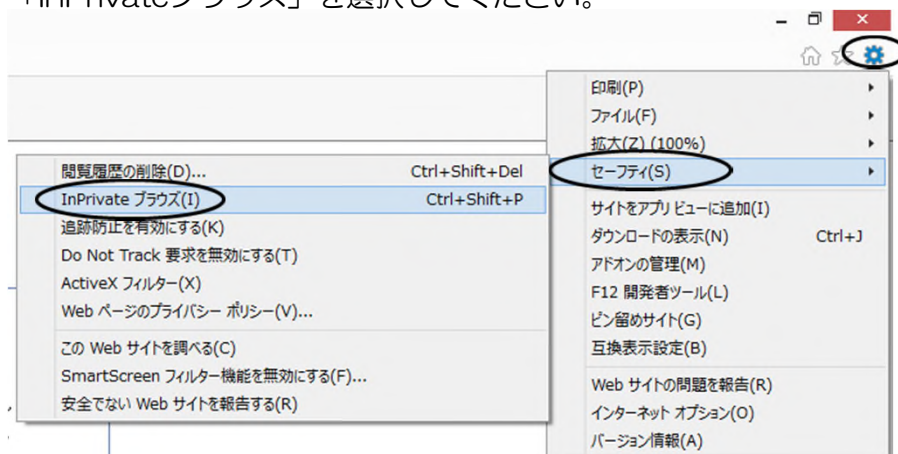 「InPrivateブラウズ」を選択してください。
印刷(P)
ファイル(F)
拡大(Z) (100%)
セーフティ(S)
サイトをアプリ ビューに追加(I)
ダウンロードの表示(N) Ctrl+J
アドオンの管理(M)
F12 開発者ツール(L)
ピン留めサイト(G)
互換表示設定(B)
Web サイトの問題を報告(R)
インターネット オプション(O)
バージョン情報(A)
閲覧履歴の削除(D)... Ctrl+Shift+Del
InPrivate ブラウズ(I) Ctrl+Shift+P
追跡防止を有効にする(K)
Do Not Track 要求を無効にする(T)
ActiveX フィルター(X)
Web ページのプライバシー ポリシー(V)...
この Web サイトを調べる(C)
SmartScreen フィルター機能を無効にする(F)...
安全でない Web サイトを報告する(R)